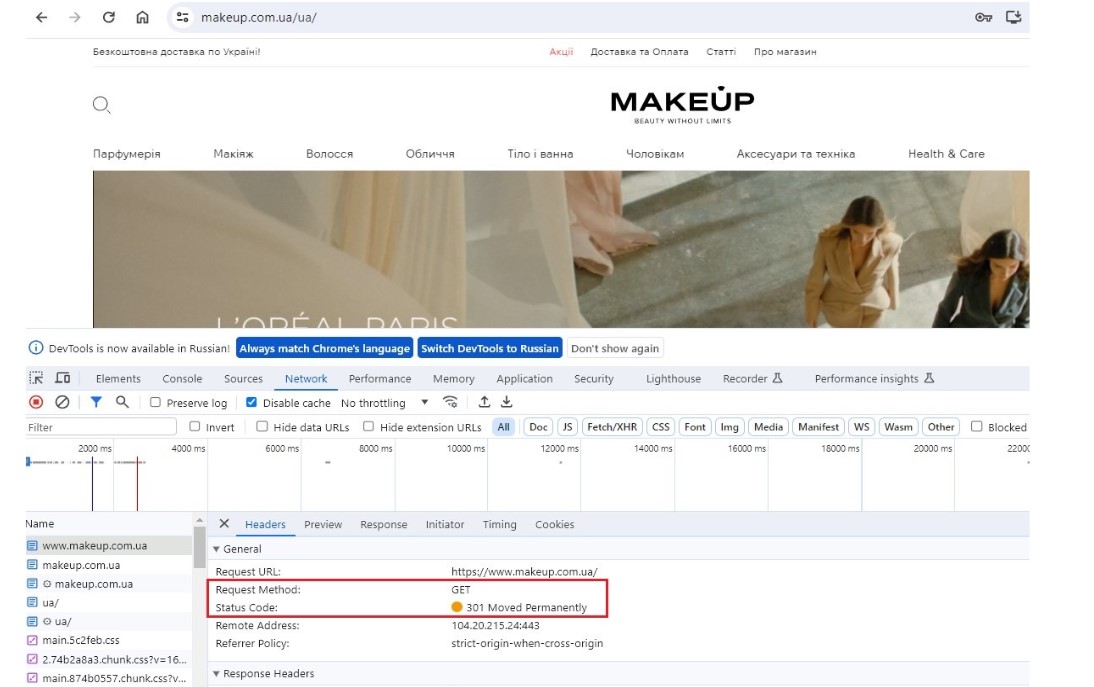 makeup.com.ua/ua/
Безкоштовна доставка по Україні! Акції Доставка та Оплата Статті Про магазин
MAKEUP
BEAUTY WITHOUT LIMITS
Парфумерія Макіяж Волосся Обличчя Тіло і ванна Чоловікам Аксесуари та техніка Health & Care
L'ORÉAL PARIS
DevTools is now available in Russian! Always match Chrome's language Switch DevTools to Russian Don't show again
Elements Console Sources Network Performance Memory Application Security Lighthouse Recorder Performance insights
Preserve log Disable cache No throttling
Filter Invert Hide data URLs Hide extension URLs All Doc JS Fetch/XHR CSS Font Img Media Manifest WS Wasm Other Blocked
2000 ms 4000 ms 6000 ms 8000 ms 10000 ms 12000 ms 14000 ms 16000 ms 18000 ms 20000 ms 22000
Name Headers Preview Response Initiator Timing Cookies
www.makeup.com.ua
makeup.com.ua
makeup.com.ua
ua/
ua/
main.5c2feb.css
2.74b2a8a3.chunk.css?v=16...
main.874b0557.chunk.css?v...
General
Request URL: https://www.makeup.com.ua/
Request Method: GET
Status Code: 301 Moved Permanently
Remote Address: 104.20.215.24:443
Referrer Policy: strict-origin-when-cross-origin
Response Headers